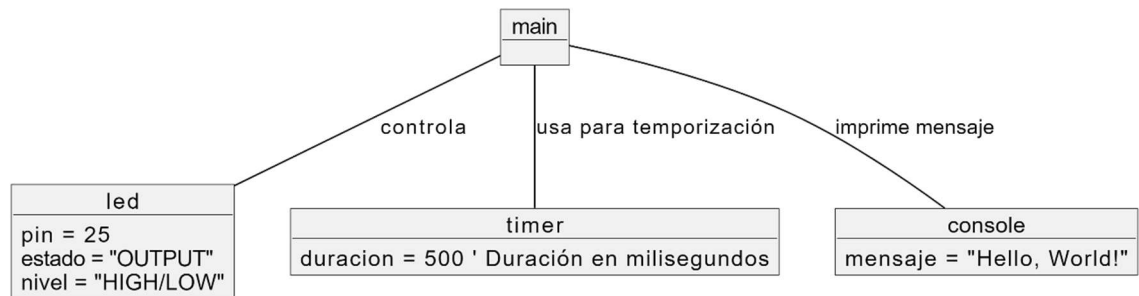 main
controla
usa para temporización
imprime mensaje
led
pin = 25
estado = "OUTPUT"
nivel = "HIGH/LOW"
timer
duracion = 500 ' Duración en milisegundos
console
mensaje = "Hello, World!"